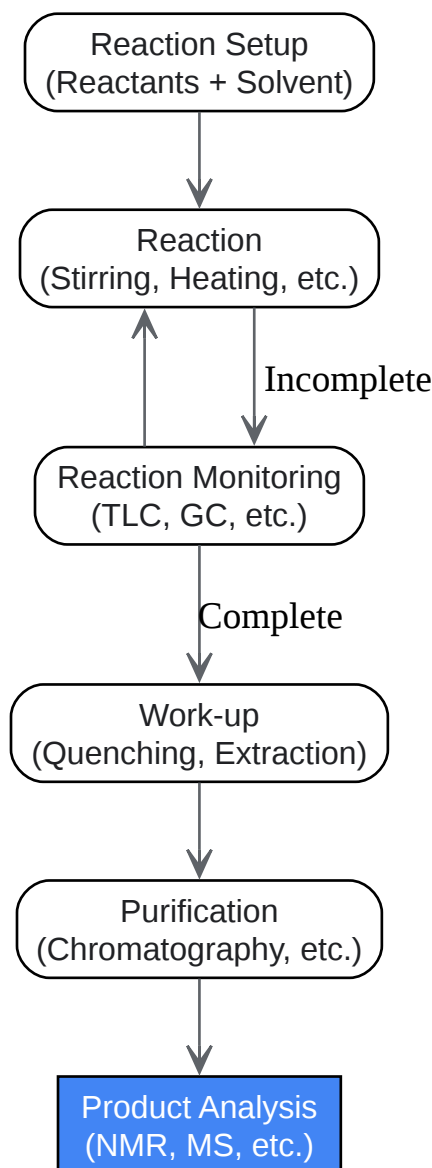 Reaction Setup
(Reactants + Solvent)
Reaction
(Stirring, Heating, etc.)
Incomplete
Reaction Monitoring
(TLC, GC, etc.)
Complete
Work-up
(Quenching, Extraction)
Purification
(Chromatography, etc.)
Product Analysis
(NMR, MS, etc.)